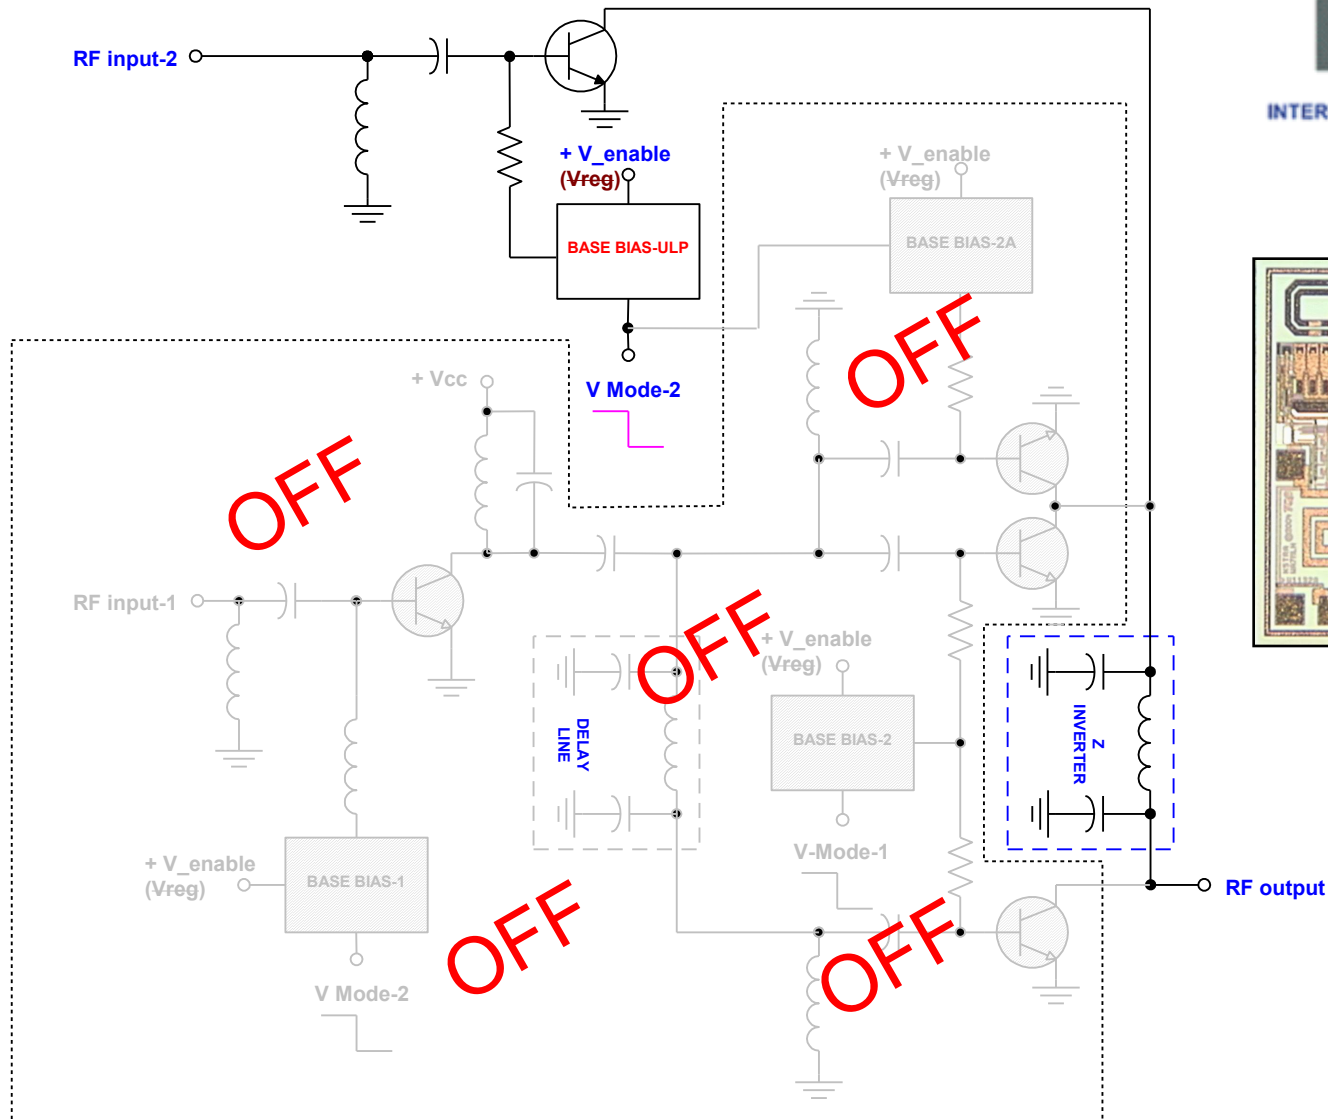 RF input-2
INTER
+ V_enable
(Vreg)
BASE BIAS-ULP
+ V_enable
(Vreg)
BASE BIAS-2A
OFF
V Mode-2
+ Vcc
OFF
RF input-1
OFF
+ V_enable
(Vreg)
BASE BIAS-2
V-Mode-1
DELAY
LINE
Z
INVERTER
+ V_enable
(Vreg)
BASE BIAS-1
V Mode-2
OFF
OFF
RF output